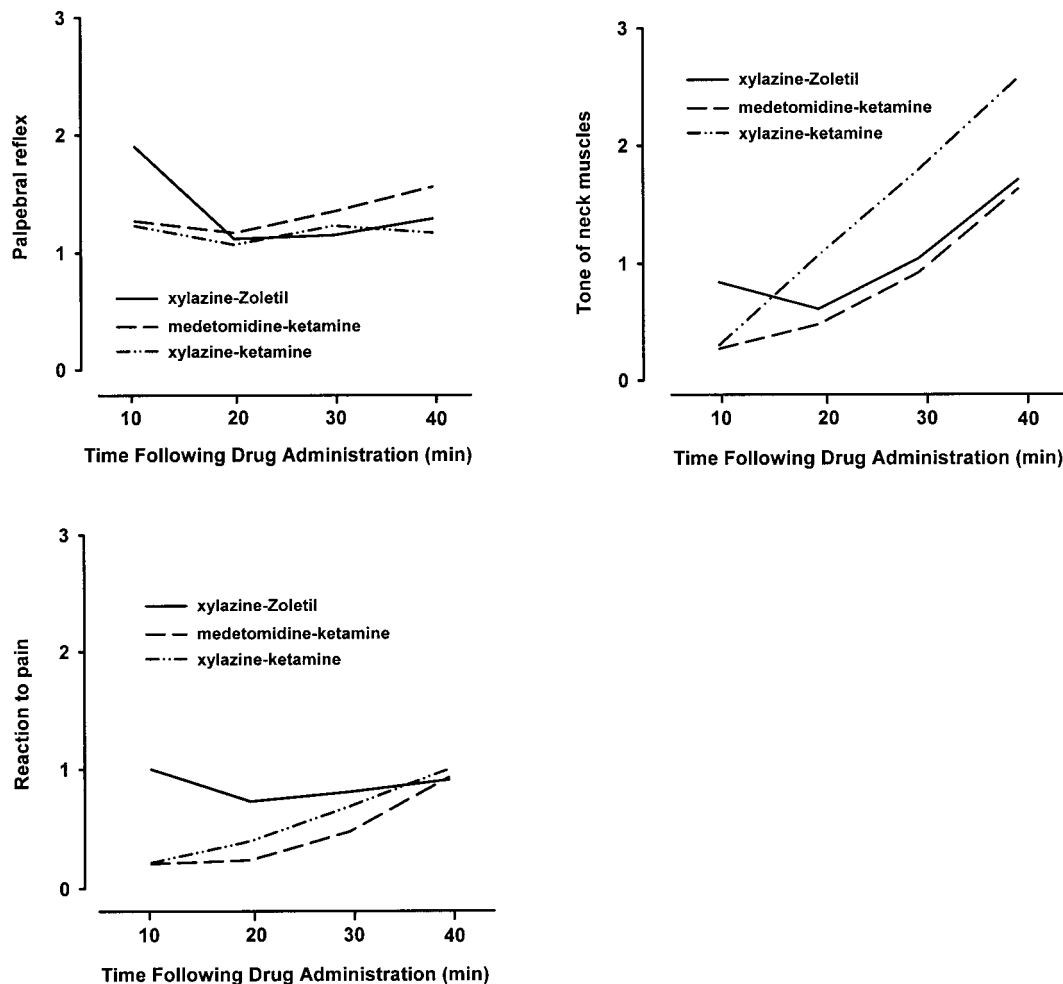 3
2
1
0
Palpebral reflex
xylazine-Zoletil
medetomidine-ketamine
xylazine-ketamine
10 20 30 40
Time Following Drug Administration (min)
3
2
1
0
Tone of neck muscles
xylazine-Zoletil
medetomidine-ketamine
xylazine-ketamine
10 20 30 40
Time Following Drug Administration (min)
3
2
1
0
Reaction to pain
xylazine-Zoletil
medetomidine-ketamine
xylazine-ketamine
10 20 30 40
Time Following Drug Administration (min)